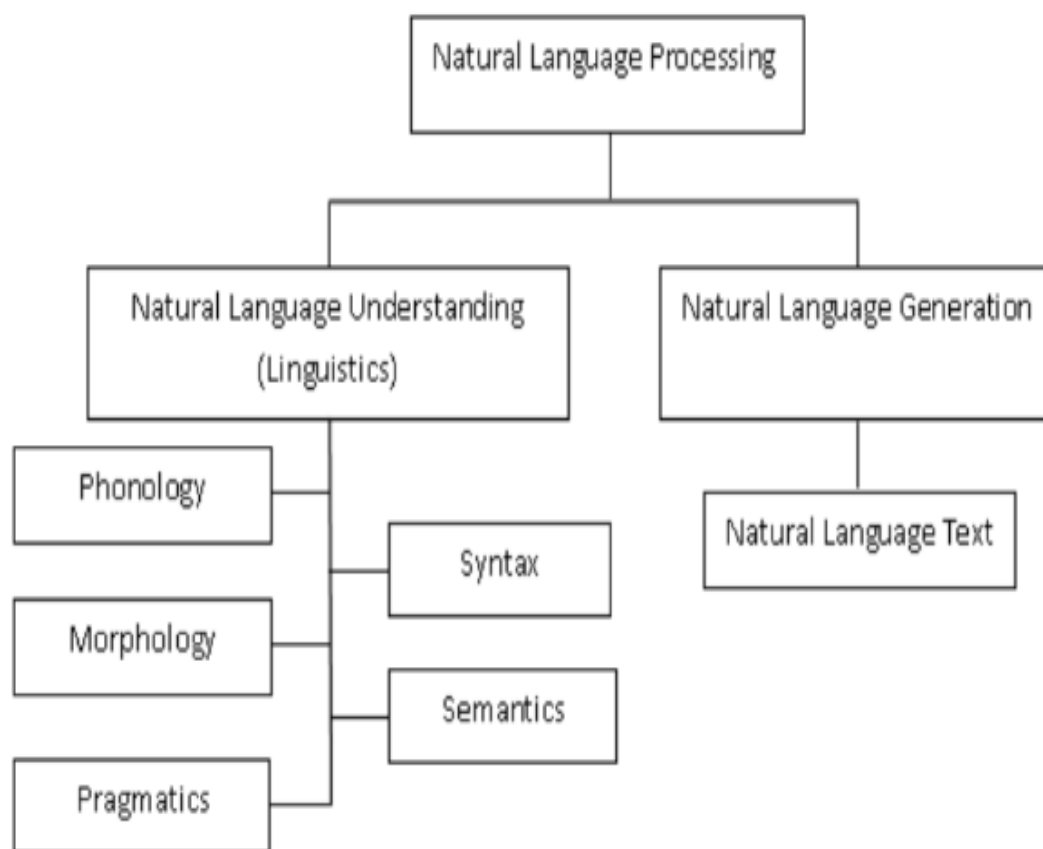 Natural Language Processing
Natural Language Understanding
(Linguistics)
Natural Language Generation
Phonology
Natural Language Text
Syntax
Morphology
Semantics
Pragmatics